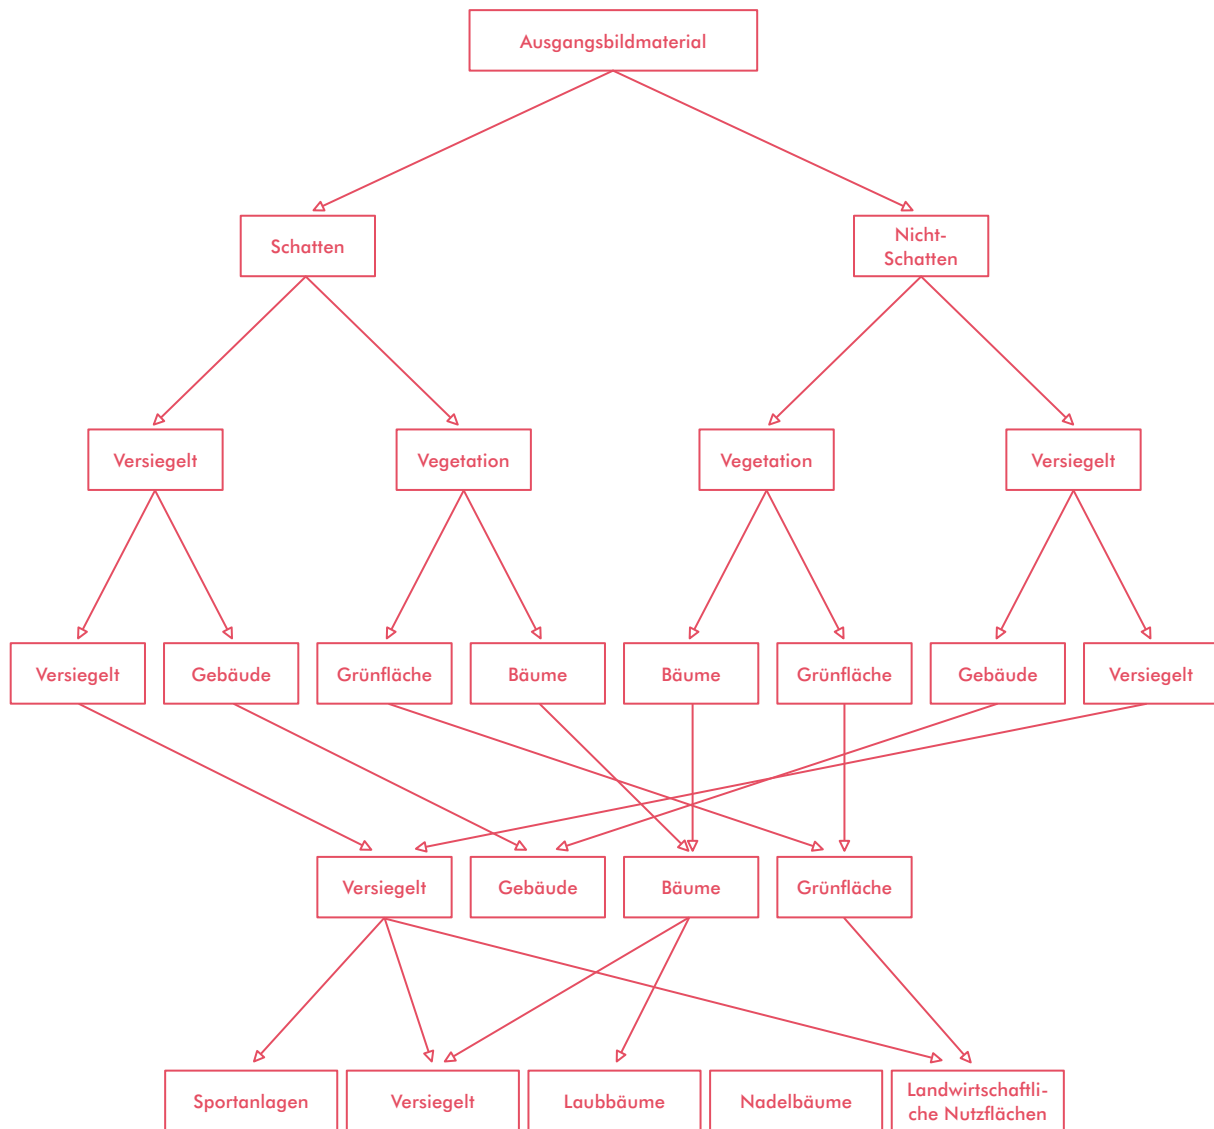 Ausgangsbildmaterial
Schatten
Nicht-
Schatten
Versiegelt
Vegetation
Vegetation
Versiegelt
Versiegelt
Gebäude
Grünfläche
Bäume
Bäume
Grünfläche
Gebäude
Versiegelt
Versiegelt
Gebäude
Bäume
Grünfläche
Sportanlagen
Versiegelt
Laubbäume
Nadelbäume
Landwirtschaftli-
che Nutzflächen